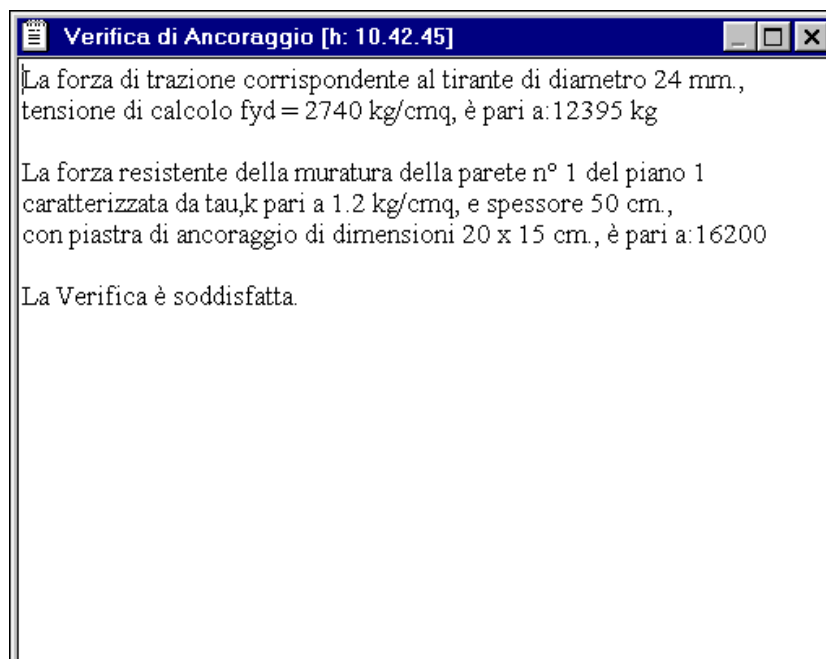 Verifica di Ancoraggio [h: 10.42.45]
La forza di trazione corrispondente al tirante di diametro 24 mm.,
tensione di calcolo fyd = 2740 kg/cmq, è pari a:12395 kg
La forza resistente della muratura della parete n° 1 del piano 1
caratterizzata da tau,k pari a 1.2 kg/cmq, e spessore 50 cm.,
con piastra di ancoraggio di dimensioni 20 x 15 cm., è pari a:16200
La Verifica è soddisfatta.